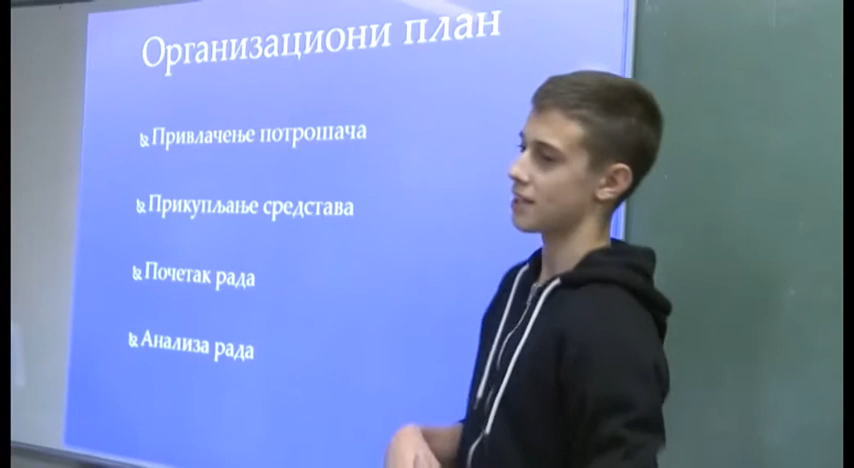 Организациони план
Привлачење потрошача
Прикупљање средстава
Почетак рада
Анализа рада